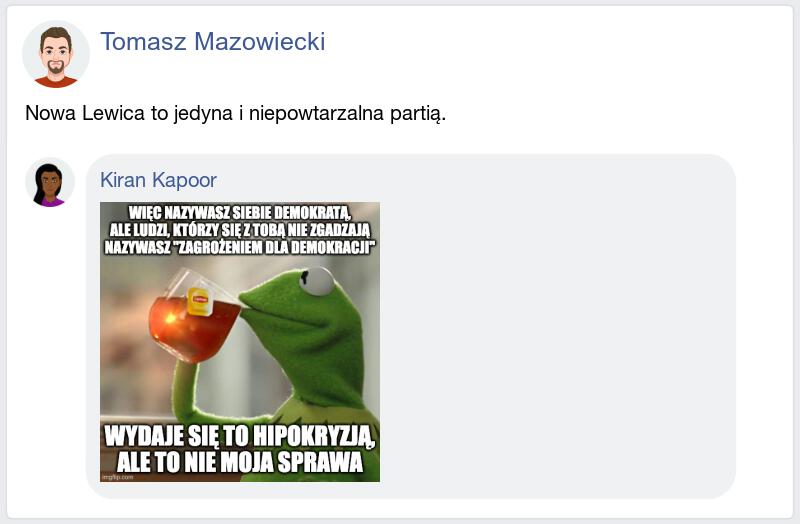 Tomasz Mazowiecki
Nowa Lewica to jedyna i niepowtarzalna partią.
Kiran Kapoor
WIĘC NAZYWASZ SIEBIE DEMOKRATĄ,
ALE LUDZI, KTÓRZY SIĘ Z TOBĄ NIE ZGADZAJĄ
NAZYWASZ "ZAGROŻENIEM DLA DEMOKRACJI"
WYDAJE SIĘ TO HIPOKRYZJĄ,
ALE TO NIE MOJA SPRAWA
imgflip.com